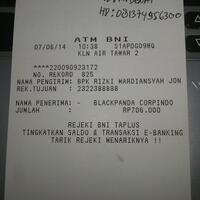 HP:081374956300
ATM BNI
07/06/14 10:38 S1APDG09WQ
KLN AIR TAWAR 2
****220090923172
NO. REKORD 825
NAMA PENGIRIM: BPK RIZKI WARDIANSYAH JON
REK.TUJUAN : 2322388888
NAMA PENERIMA: - BLACKPANDA CORPINDO
JUMLAH : RP706.000
REJEKI BNI TAPLUS
TINGKATKAN SALDO & TRANSAKSI E-BANKING
TARIK REJEKI MENARIKNYA !!